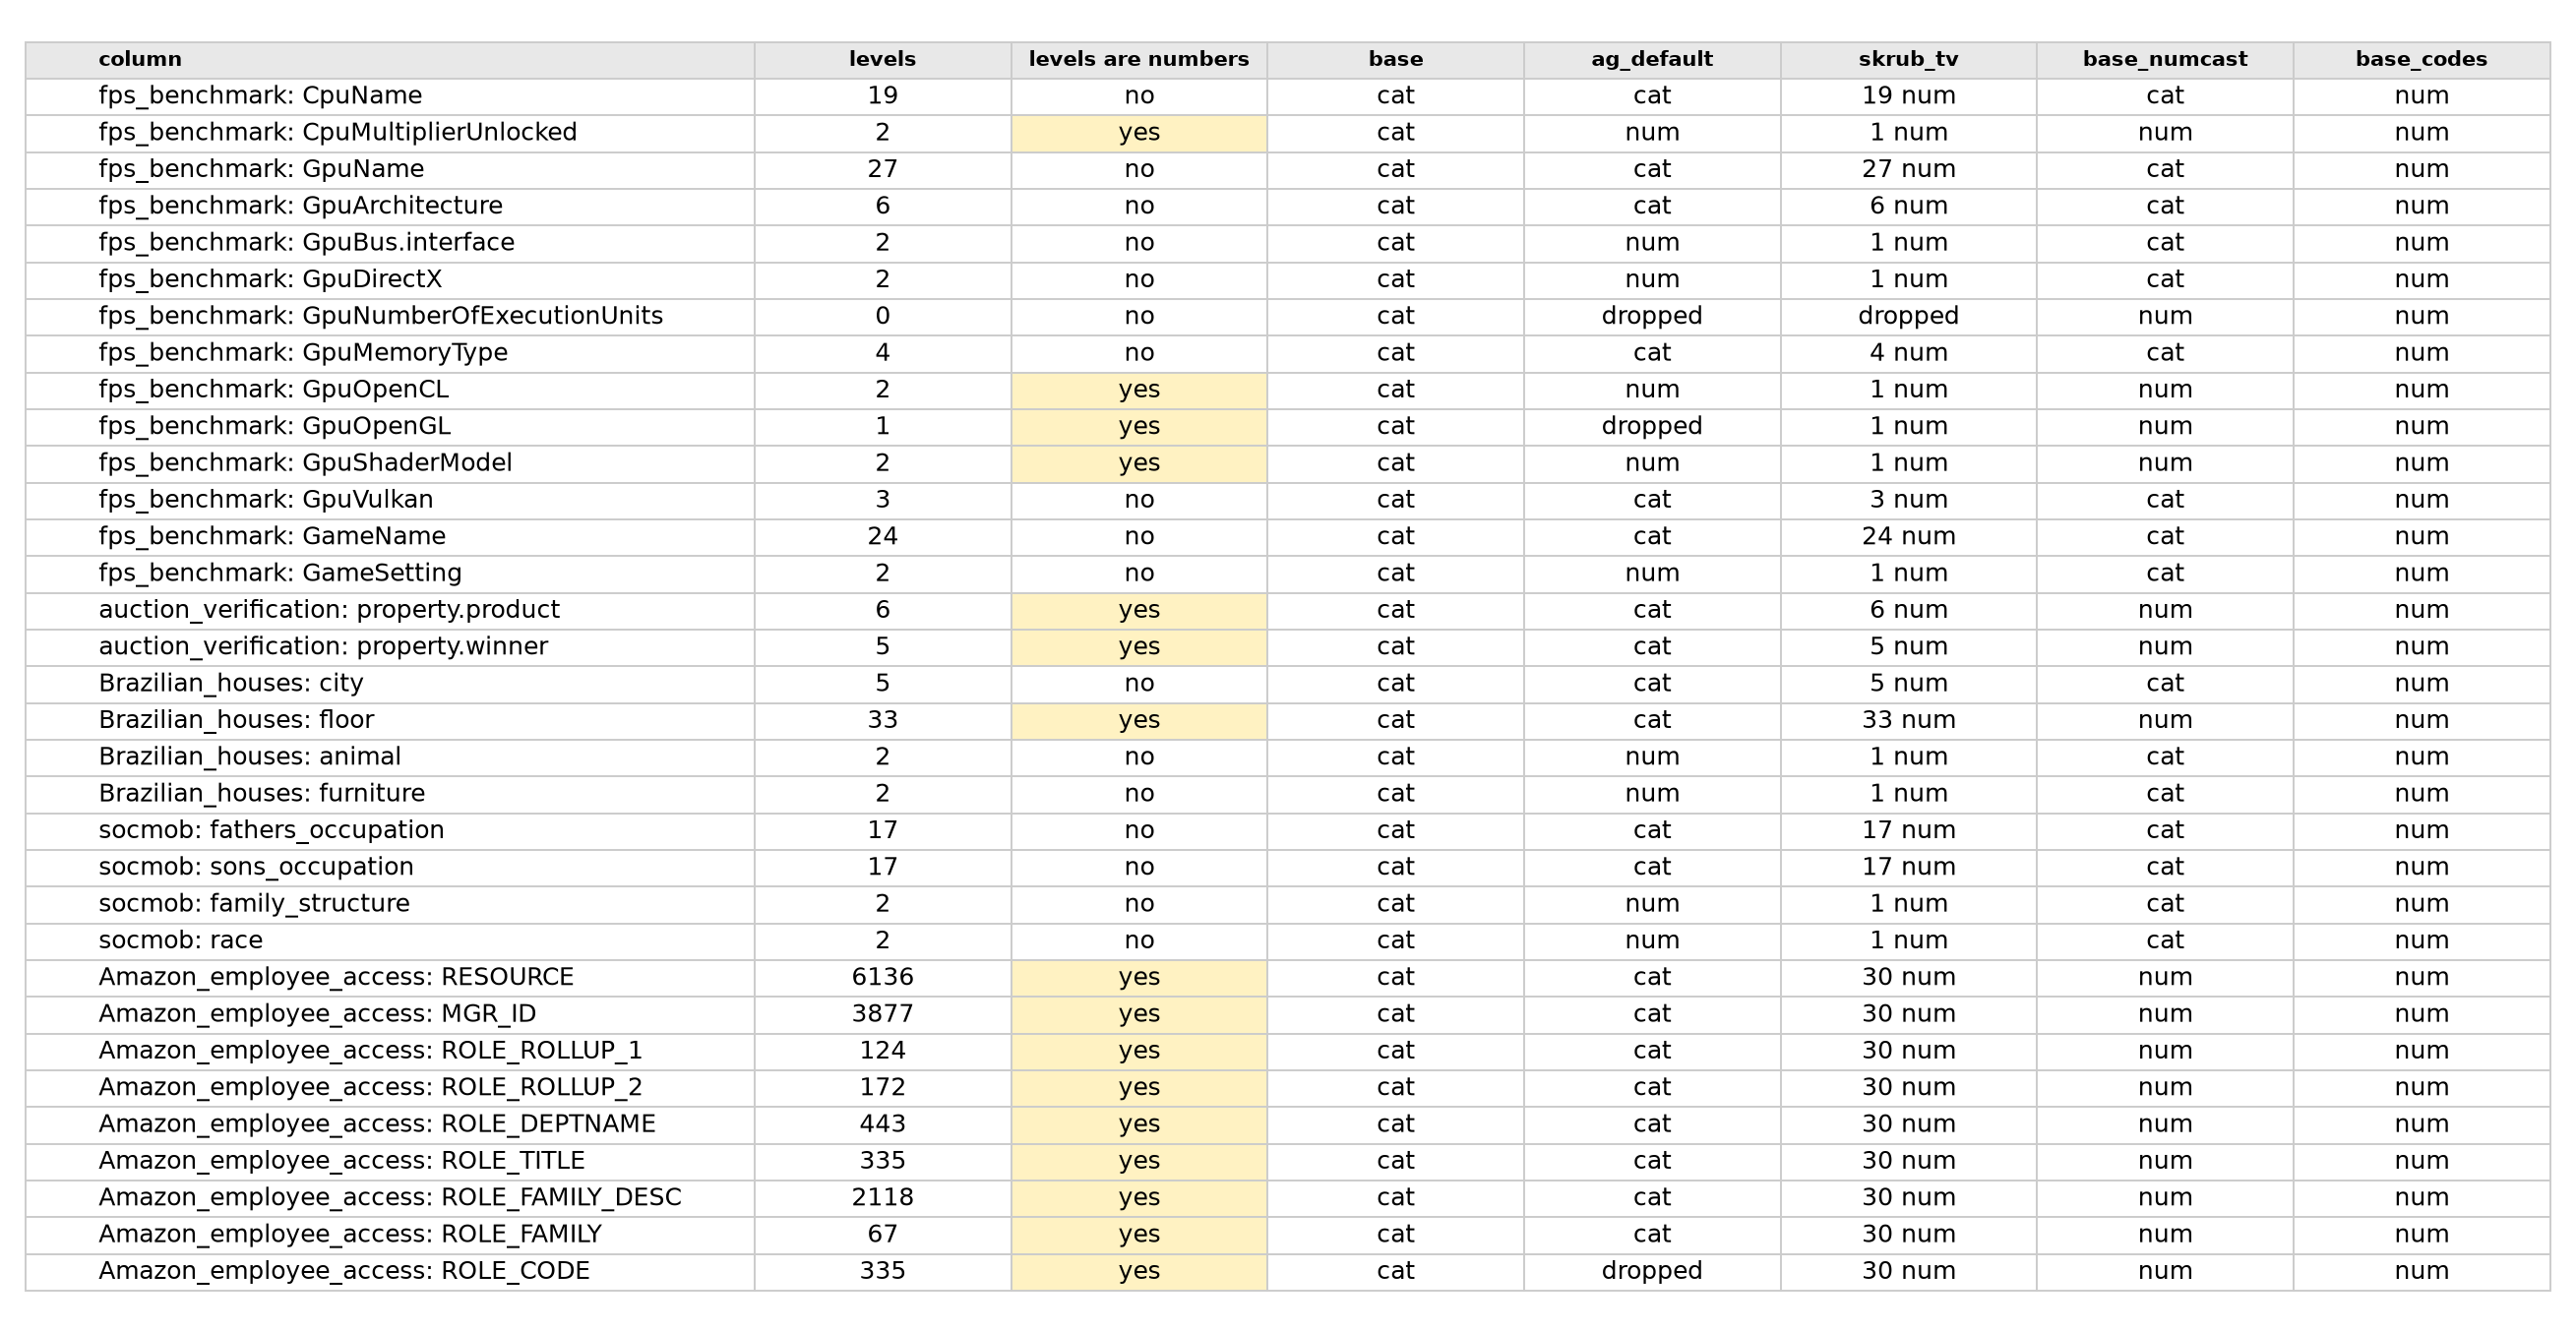 column levels levels are numbers base ag_default skrub_tv base_numcast base_codes
fps_benchmark: CpuName 19 no cat cat 19 num cat num
fps_benchmark: CpuMultiplierUnlocked 2 yes cat num 1 num num num
fps_benchmark: GpuName 27 no cat cat 27 num cat num
fps_benchmark: GpuArchitecture 6 no cat cat 6 num cat num
fps_benchmark: GpuBus.interface 2 no cat num 1 num cat num
fps_benchmark: GpuDirectX 2 no cat num 1 num cat num
fps_benchmark: GpuNumberOfExecutionUnits 0 no cat dropped dropped num num
fps_benchmark: GpuMemoryType 4 no cat cat 4 num cat num
fps_benchmark: GpuOpenCL 2 yes cat num 1 num num num
fps_benchmark: GpuOpenGL 1 yes cat dropped 1 num num num
fps_benchmark: GpuShaderModel 2 yes cat num 1 num num num
fps_benchmark: GpuVulkan 3 no cat cat 3 num cat num
fps_benchmark: GameName 24 no cat cat 24 num cat num
fps_benchmark: GameSetting 2 no cat num 1 num cat num
auction_verification: property.product 6 yes cat cat 6 num num num
auction_verification: property.winner 5 yes cat cat 5 num num num
Brazilian_houses: city 5 no cat cat 5 num cat num
Brazilian_houses: floor 33 yes cat cat 33 num num num
Brazilian_houses: animal 2 no cat num 1 num cat num
Brazilian_houses: furniture 2 no cat num 1 num cat num
socmob: fathers_occupation 17 no cat cat 17 num cat num
socmob: sons_occupation 17 no cat cat 17 num cat num
socmob: family_structure 2 no cat num 1 num cat num
socmob: race 2 no cat num 1 num cat num
Amazon_employee_access: RESOURCE 6136 yes cat cat 30 num num num
Amazon_employee_access: MGR_ID 3877 yes cat cat 30 num num num
Amazon_employee_access: ROLE_ROLLUP_1 124 yes cat cat 30 num num num
Amazon_employee_access: ROLE_ROLLUP_2 172 yes cat cat 30 num num num
Amazon_employee_access: ROLE_DEPTNAME 443 yes cat cat 30 num num num
Amazon_employee_access: ROLE_TITLE 335 yes cat cat 30 num num num
Amazon_employee_access: ROLE_FAMILY_DESC 2118 yes cat cat 30 num num num
Amazon_employee_access: ROLE_FAMILY 67 yes cat cat 30 num num num
Amazon_employee_access: ROLE_CODE 335 yes cat dropped 30 num num num